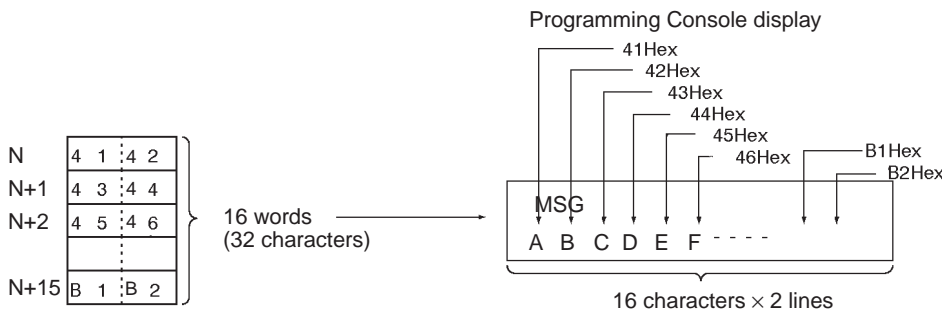 Programming Console display
41Hex
42Hex
43Hex
44Hex
45Hex
46Hex
B1Hex
B2Hex
N 4 1 4 2
N+1 4 3 4 4
N+2 4 5 4 6
N+15 B 1 B 2
16 words
(32 characters)
MSG
A B C D E F - - - -
16 characters × 2 lines